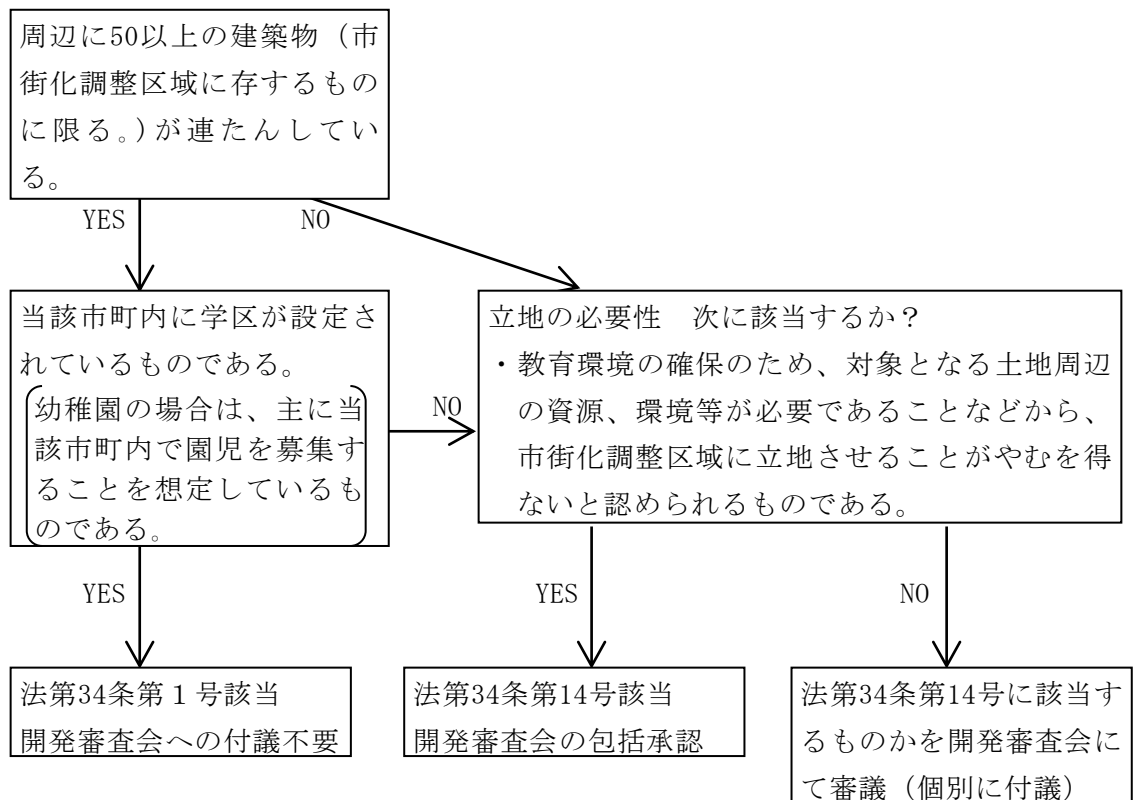 周辺に50以上の建築物（市
街化調整区域に存するもの
に限る。）が連たんしてい
る。
YES
NO
当該市町内に学区が設定さ
れているものである。
幼稚園の場合は、主に当
該市町内で園児を募集す
ることを想定しているも
のである。
NO
立地の必要性　次に該当するか？
・教育環境の確保のため、対象となる土地周辺
の資源、環境等が必要であることなどから、
市街化調整区域に立地させることがやむを得
ないと認められるものである。
YES
YES
NO
法第34条第１号該当
開発審査会への付議不要
法第34条第14号該当
開発審査会の包括承認
法第34条第14号に該当す
るものかを開発審査会に
て審議（個別に付議）